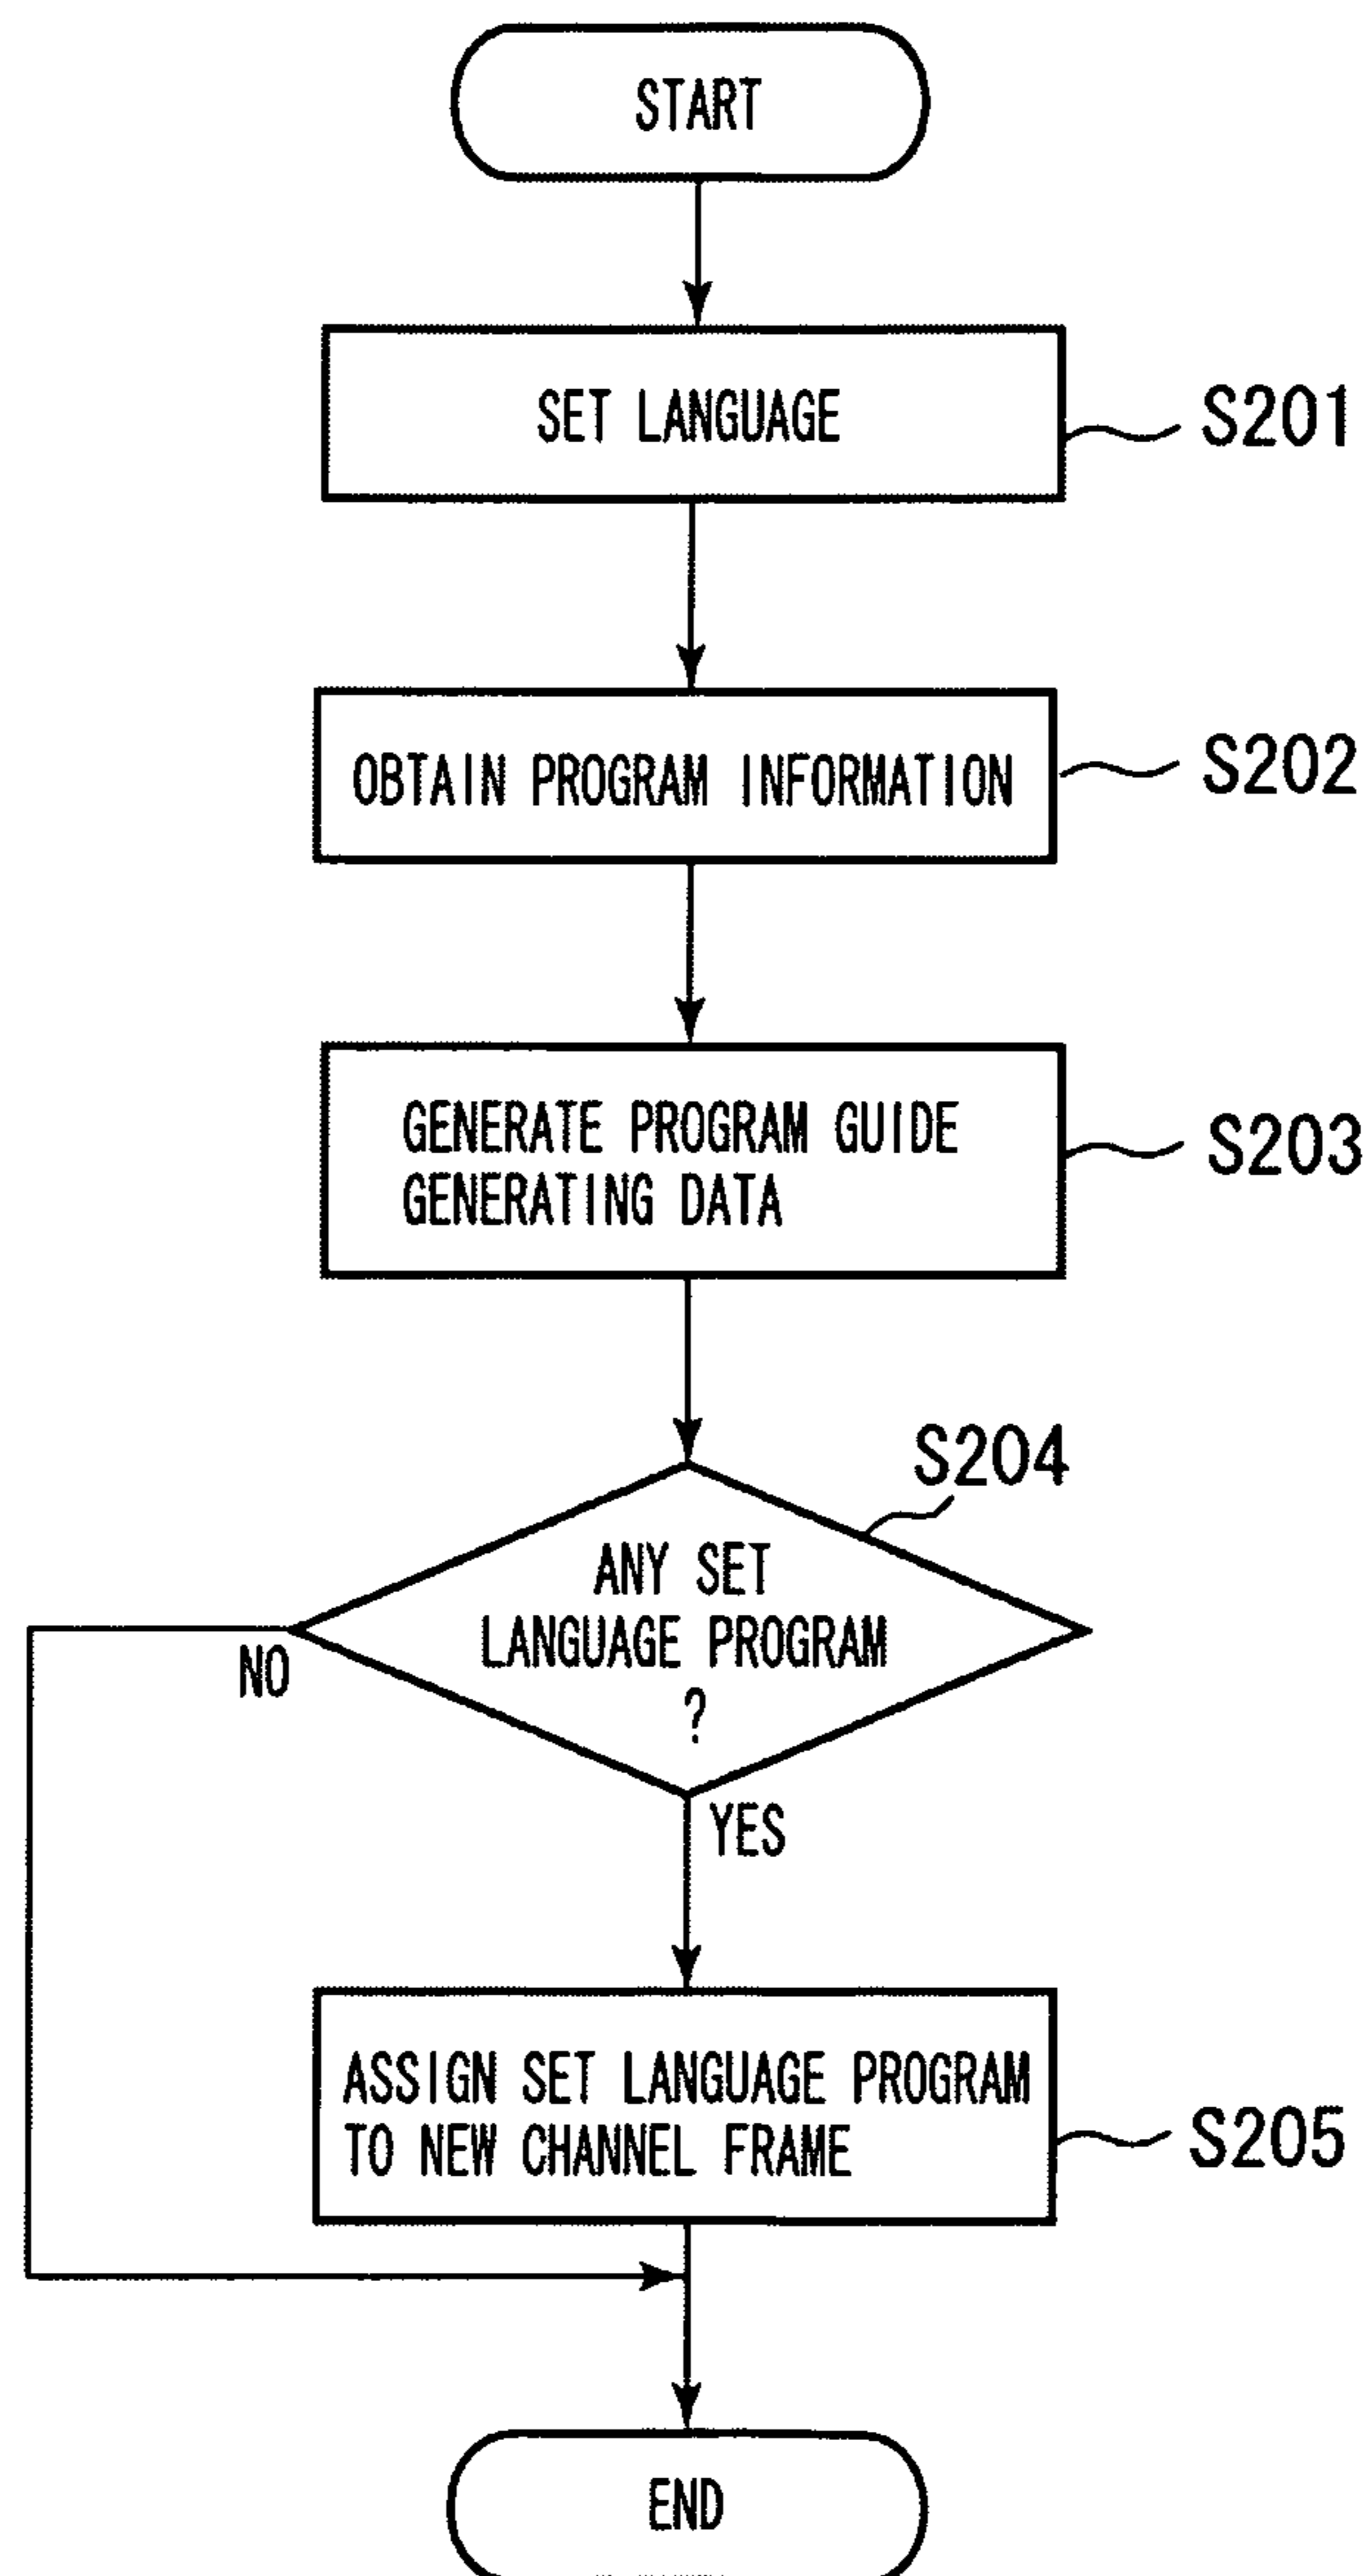 START
SET LANGUAGE
S201
OBTAIN PROGRAM INFORMATION
S202
GENERATE PROGRAM GUIDE
GENERATING DATA
S203
S204
ANY SET
LANGUAGE PROGRAM
?
NO
YES
ASSIGN SET LANGUAGE PROGRAM
TO NEW CHANNEL FRAME
S205
END